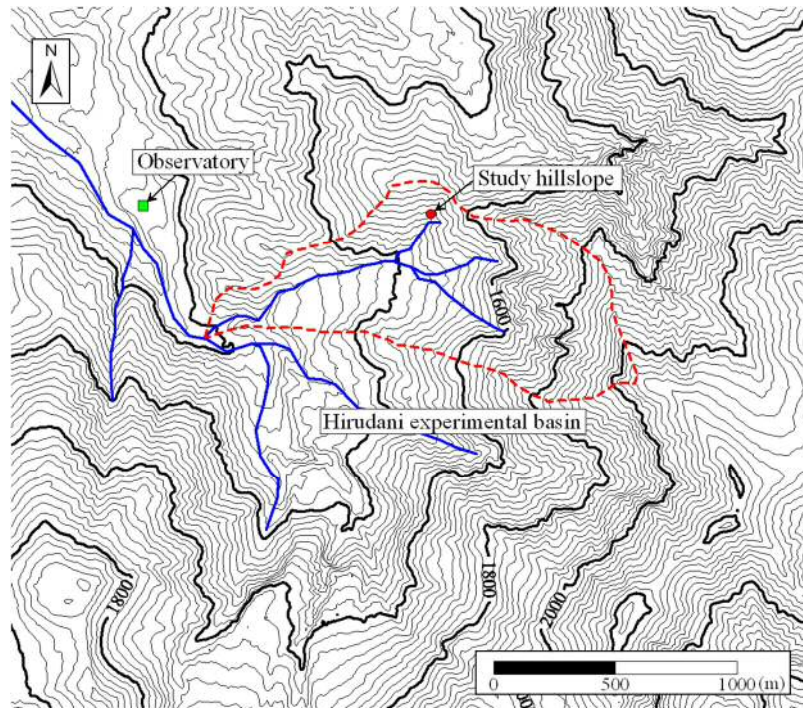 N
Observatory
Study hillslope
1600
Hirudani experimental basin
1800
1800
2000
0 500 1000 (m)